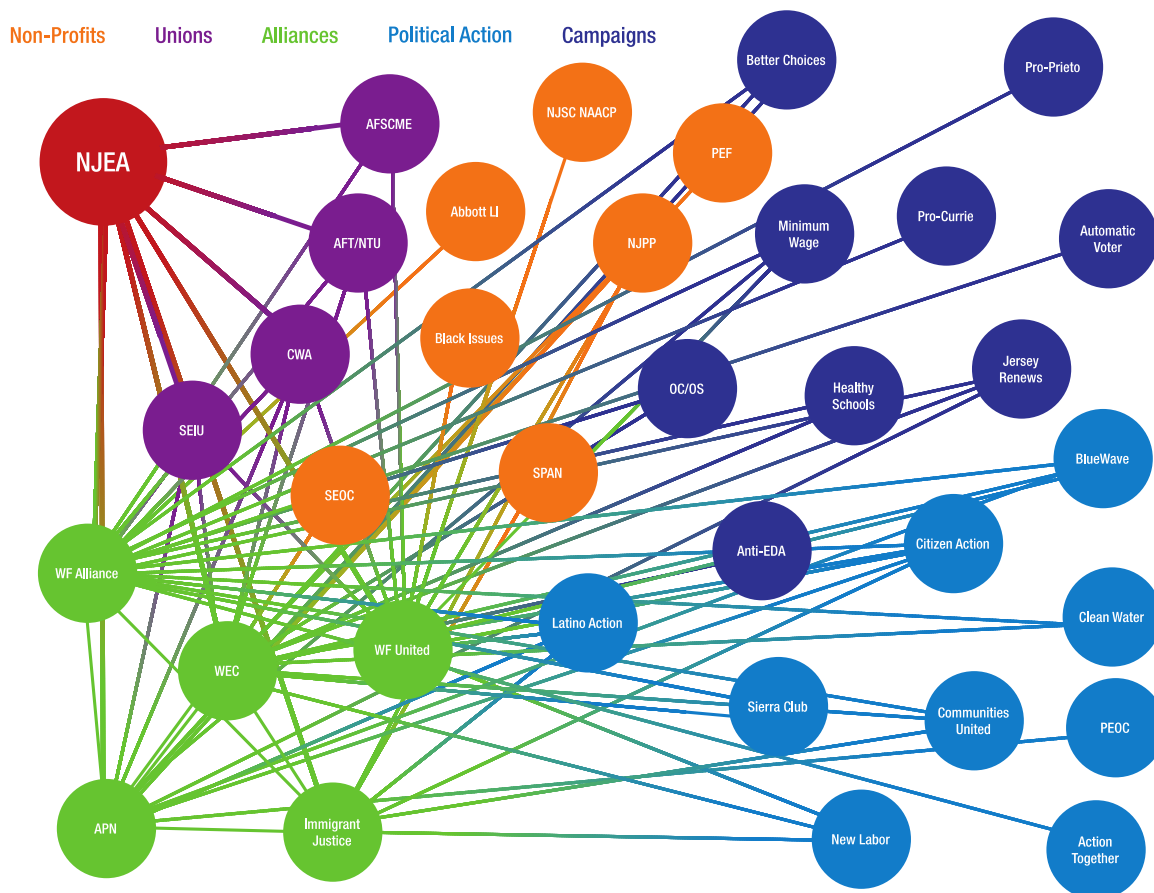 Non-Profits Unions Alliances Political Action Campaigns
Better Choices
Pro-Prieto
NJSC NAACP
AFSCME
NJEA
PEF
Abbott LI
Pro-Currie
Minimum
Wage
Automatic
Voter
AFT/NTU
NJPP
Black Issues
CWA
Jersey
Renews
OC/OS
Healthy
Schools
SEIU
BlueWave
SPAN
SEOC
Citizen Action
Anti-EDA
WF Alliance
Clean Water
Latino Action
WF United
WEC
Sierra Club
Communities
United
PEOC
APN
Immigrant
Justice
New Labor
Action
Together